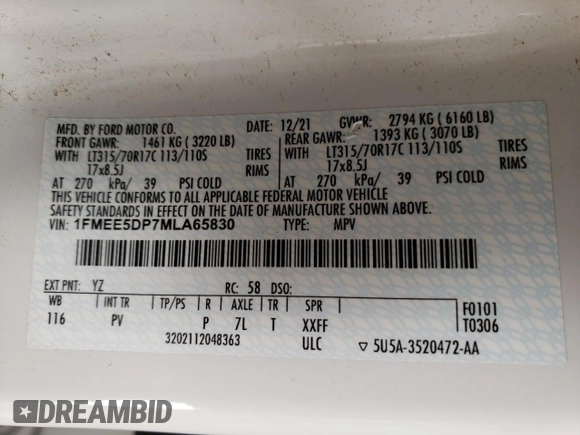 MFD. BY FORD MOTOR CO.
DATE: 12/21 GVWR: 2794 KG ( 6160 LB)
FRONT GAWR: 1461 KG ( 3220 LB) REAR GAWR: 1393 KG ( 3070 LB)
WITH LT315/70R17C 113/110S TIRES WITH LT315/70R17C 113/110S TIRES
17x8.5J RIMS 17x8.5J RIMS
AT 270 kPa/ 39 PSI COLD AT 270 kPa/ 39 PSI COLD
THIS VEHICLE CONFORMS TO ALL APPLICABLE FEDERAL MOTOR VEHICLE
SAFETY STANDARDS IN EFFECT ON THE DATE OF MANUFACTURE SHOWN ABOVE.
VIN: 1FMEE5DP7MLA65830 TYPE: MPV
EXT PNT: YZ RC: 58 DSO:
WB INT TR TP/PS R AXLE TR SPR F0101
116 PV P 7L T XXFF T0306
3202112048363 ULC ▽ 5U5A-3520472-AA
DREAMBID